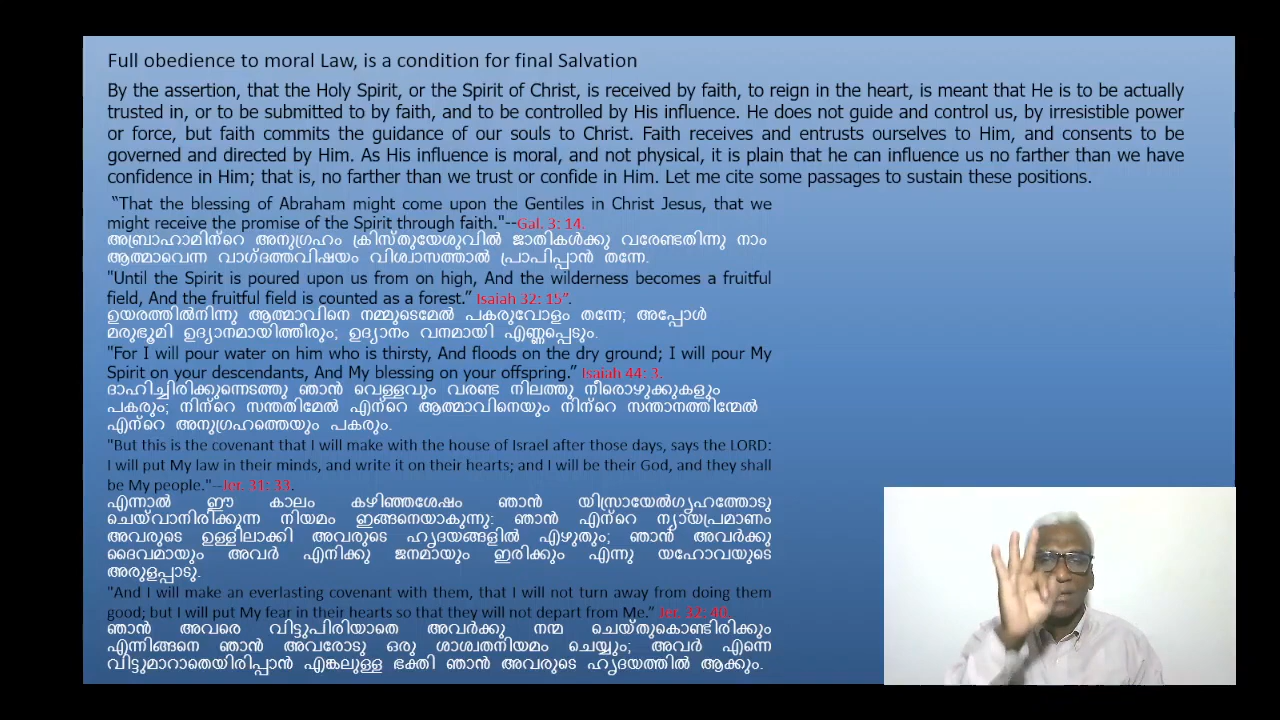 Full obedience to moral Law, is a condition for final Salvation
By the assertion, that the Holy Spirit, or the Spirit of Christ, is received by faith, to reign in the heart, is meant that He is to be actually
trusted in, or to be submitted to by faith, and to be controlled by His influence. He does not guide and control us, by irresistible power
or force, but faith commits the guidance of our souls to Christ. Faith receives and entrusts ourselves to Him, and consents to be
governed and directed by Him. As His influence is moral, and not physical, it is plain that he can influence us no farther than we have
confidence in Him; that is, no farther than we trust or confide in Him. Let me cite some passages to sustain these positions.
“That the blessing of Abraham might come upon the Gentiles in Christ Jesus, that we
might receive the promise of the Spirit through faith."--Gal. 3: 14.
അബ്രാഹാമിന്റെ അനുഗ്രഹം ക്രിസ്തുയേശുവിൽ ജാതികൾക്കു വരേണ്ടതിന്നു നാം
ആത്മാവെന്ന വാഗ്ദത്തവിഷയം വിശ്വാസത്താൽ പ്രാപിപ്പാൻ തന്നേ.
"Until the Spirit is poured upon us from on high, And the wilderness becomes a fruitful
field, And the fruitful field is counted as a forest.” Isaiah 32: 15”.
ഉയരത്തിൽനിന്നു ആത്മാവിനെ നമ്മുടെമേൽ പകരുവോളം തന്നേ; അപ്പോൾ
മരുഭൂമി ഉദ്യാനമായിത്തീരും; ഉദ്യാനം വനമായി എണ്ണപ്പെടും.
"For I will pour water on him who is thirsty, And floods on the dry ground; I will pour My
Spirit on your descendants, And My blessing on your offspring.” Isaiah 44: 3.
ദാഹിച്ചിരിക്കുന്നെടത്തു ഞാൻ വെള്ളവും വരണ്ട നിലത്തു നീരൊഴുക്കുകളും
പകരും; നിന്റെ സന്തതിമേൽ എന്റെ ആത്മാവിനെയും നിന്റെ സന്താനത്തിന്മേൽ
എന്റെ അനുഗ്രഹത്തെയും പകരും.
"But this is the covenant that I will make with the house of Israel after those days, says the LORD:
I will put My law in their minds, and write it on their hearts; and I will be their God, and they shall
be My people."--Jer. 31: 33.
എന്നാൽ ഈ കാലം കഴിഞ്ഞശേഷം ഞാൻ യിസ്രായേൽഗൃഹത്തോടു
ചെയ്‌വാനിരിക്കുന്ന നിയമം ഇങ്ങനെയാകുന്നു: ഞാൻ എന്റെ ന്യായപ്രമാണം
അവരുടെ ഉള്ളിലാക്കി അവരുടെ ഹൃദയങ്ങളിൽ എഴുതും; ഞാൻ അവർക്കു
ദൈവമായും അവർ എനിക്കു ജനമായും ഇരിക്കും എന്നു യഹോവയുടെ
അരുളപ്പാടു.
"And I will make an everlasting covenant with them, that I will not turn away from doing them
good; but I will put My fear in their hearts so that they will not depart from Me.” Jer. 32: 40.
ഞാൻ അവരെ വിട്ടുപിരിയാതെ അവർക്കു നന്മ ചെയ്തുകൊണ്ടിരിക്കും
എന്നിങ്ങനെ ഞാൻ അവരോടു ഒരു ശാശ്വതനിയമം ചെയ്യും; അവർ എന്നെ
വിട്ടുമാറാതെയിരിപ്പാൻ എങ്കലുള്ള ഭക്തി ഞാൻ അവരുടെ ഹൃദയത്തിൽ ആക്കും.